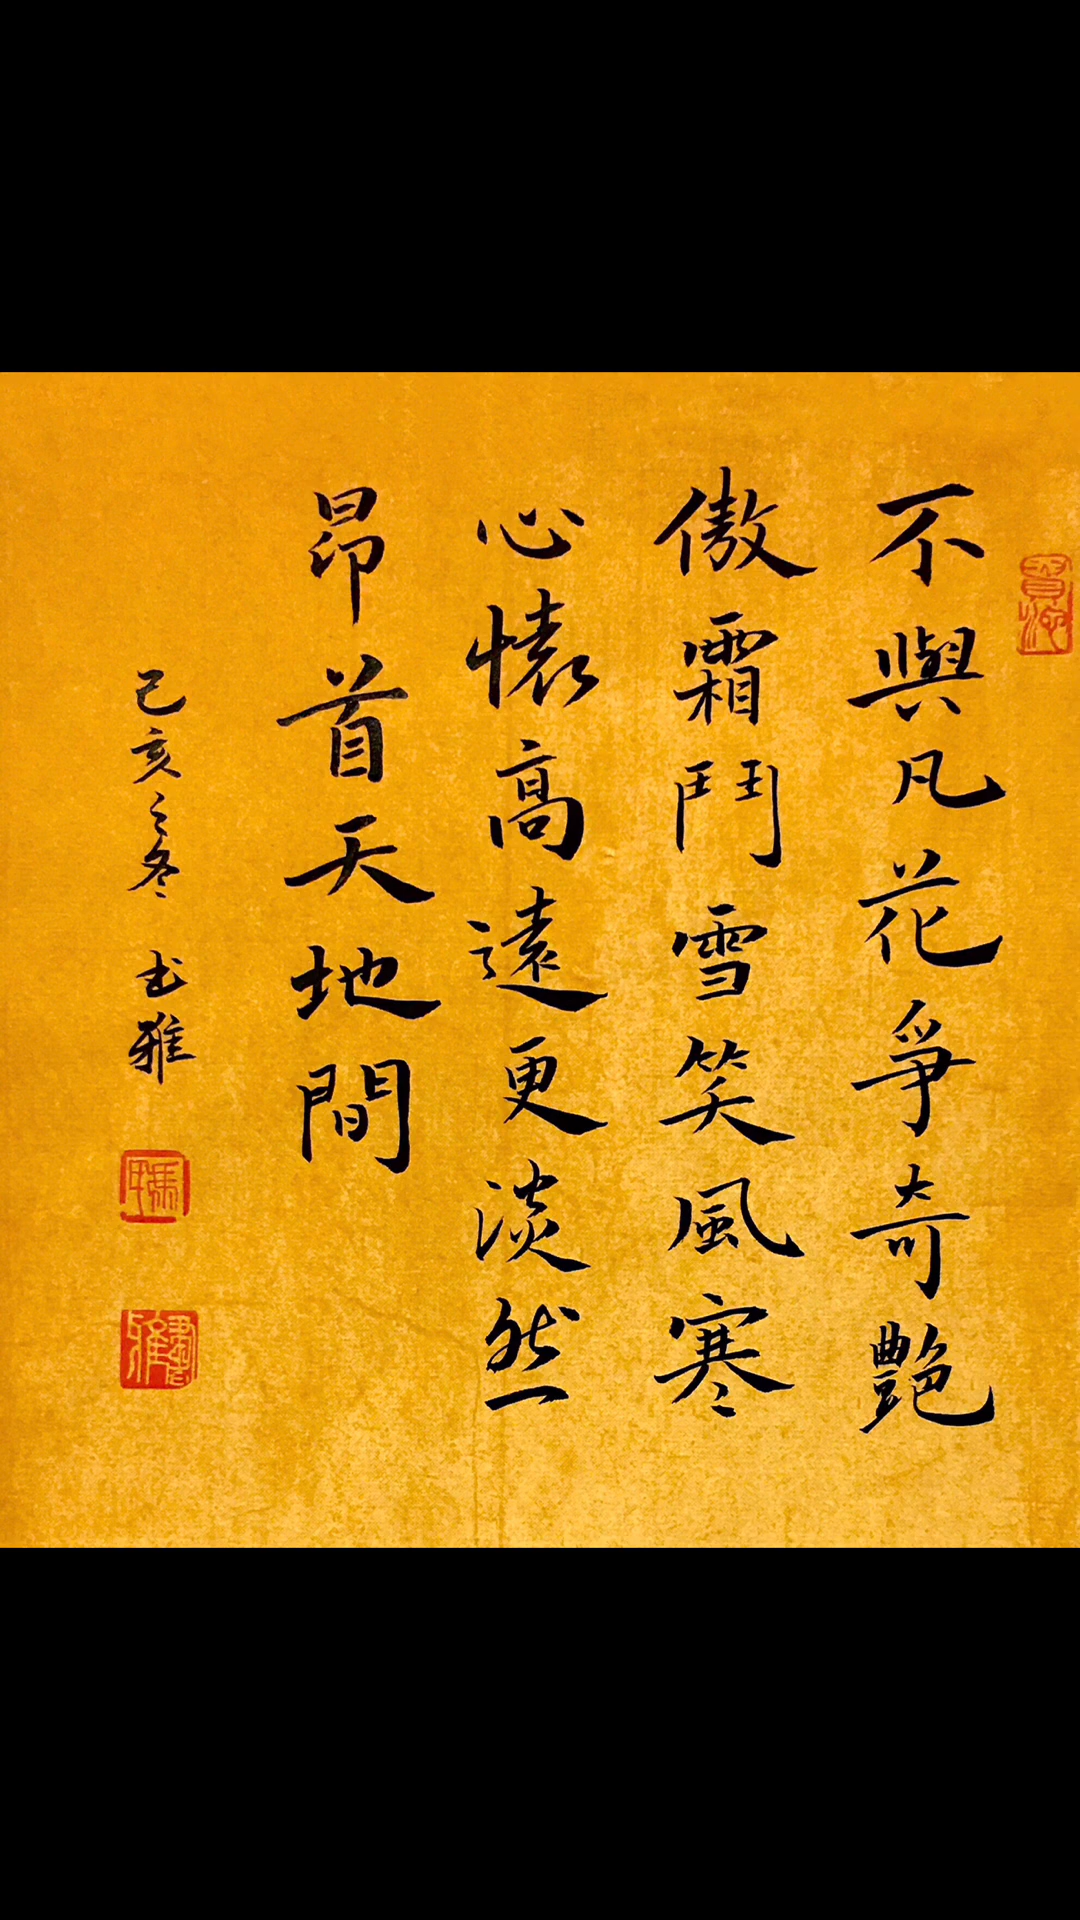 不與凡花爭奇艷
傲霜鬥雪笑風寒
心懷高遠更淡然
昂首天地間
己亥之冬 書雅